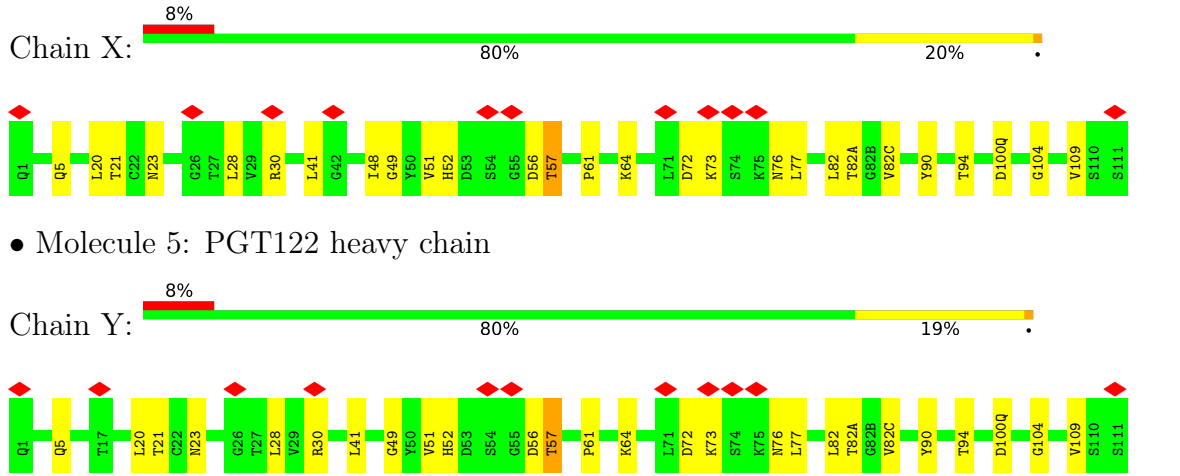 8%
Chain X:
80% 20% •
Q1 Q5 L20 T21 C22 N23 G26 T27 L28 V29 R30 L41 G42 I48 G49 Y50 V51 H52 D53 S54 G55 D56 T57 P61 K64 L71 D72 K73 S74 K75 N76 L77 L82 T82A G82B V82C Y90 T94 D100Q G104 V109 S110 S111
• Molecule 5: PGT122 heavy chain
8%
Chain Y:
80% 19% •
Q1 Q5 T17 L20 T21 C22 N23 G26 T27 L28 V29 R30 L41 G49 Y50 V51 H52 D53 S54 G55 D56 T57 P61 K64 L71 D72 K73 S74 K75 N76 L77 L82 T82A G82B V82C Y90 T94 D100Q G104 V109 S110 S111